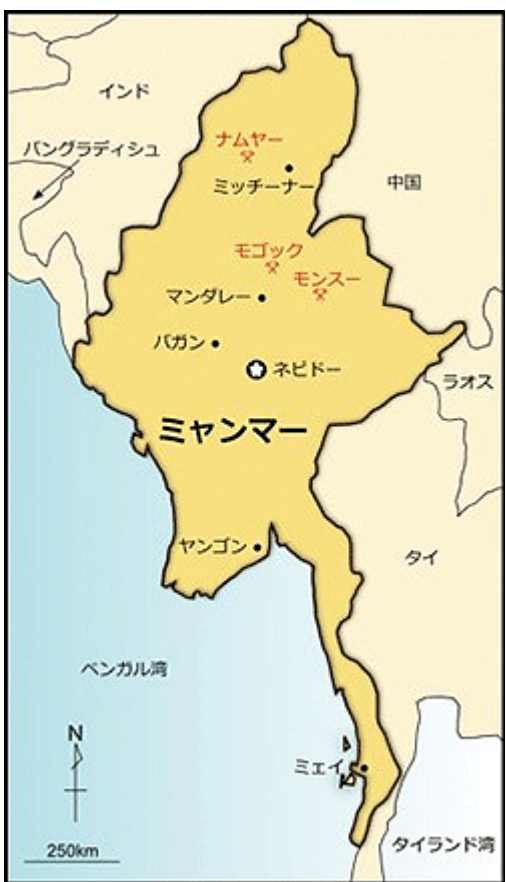 インド
ナムヤー
バングラディシュ
ミッチーナー
中国
モゴック
モンスー
マンダレー
バガン
ネピドー
ラオス
ミャンマー
ヤンゴン
タイ
ベンガル湾
N
ミェイ
タイランド湾
250km